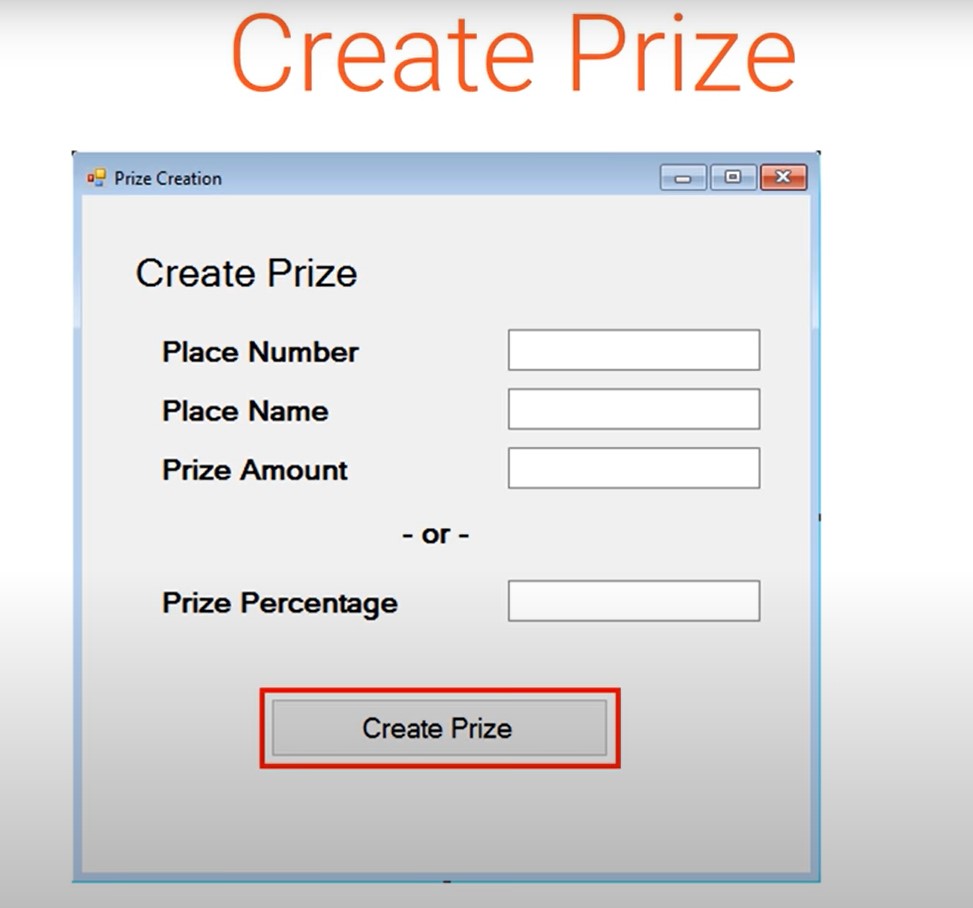 Create Prize
Prize Creation
Create Prize
Place Number
Place Name
Prize Amount
- or -
Prize Percentage
Create Prize